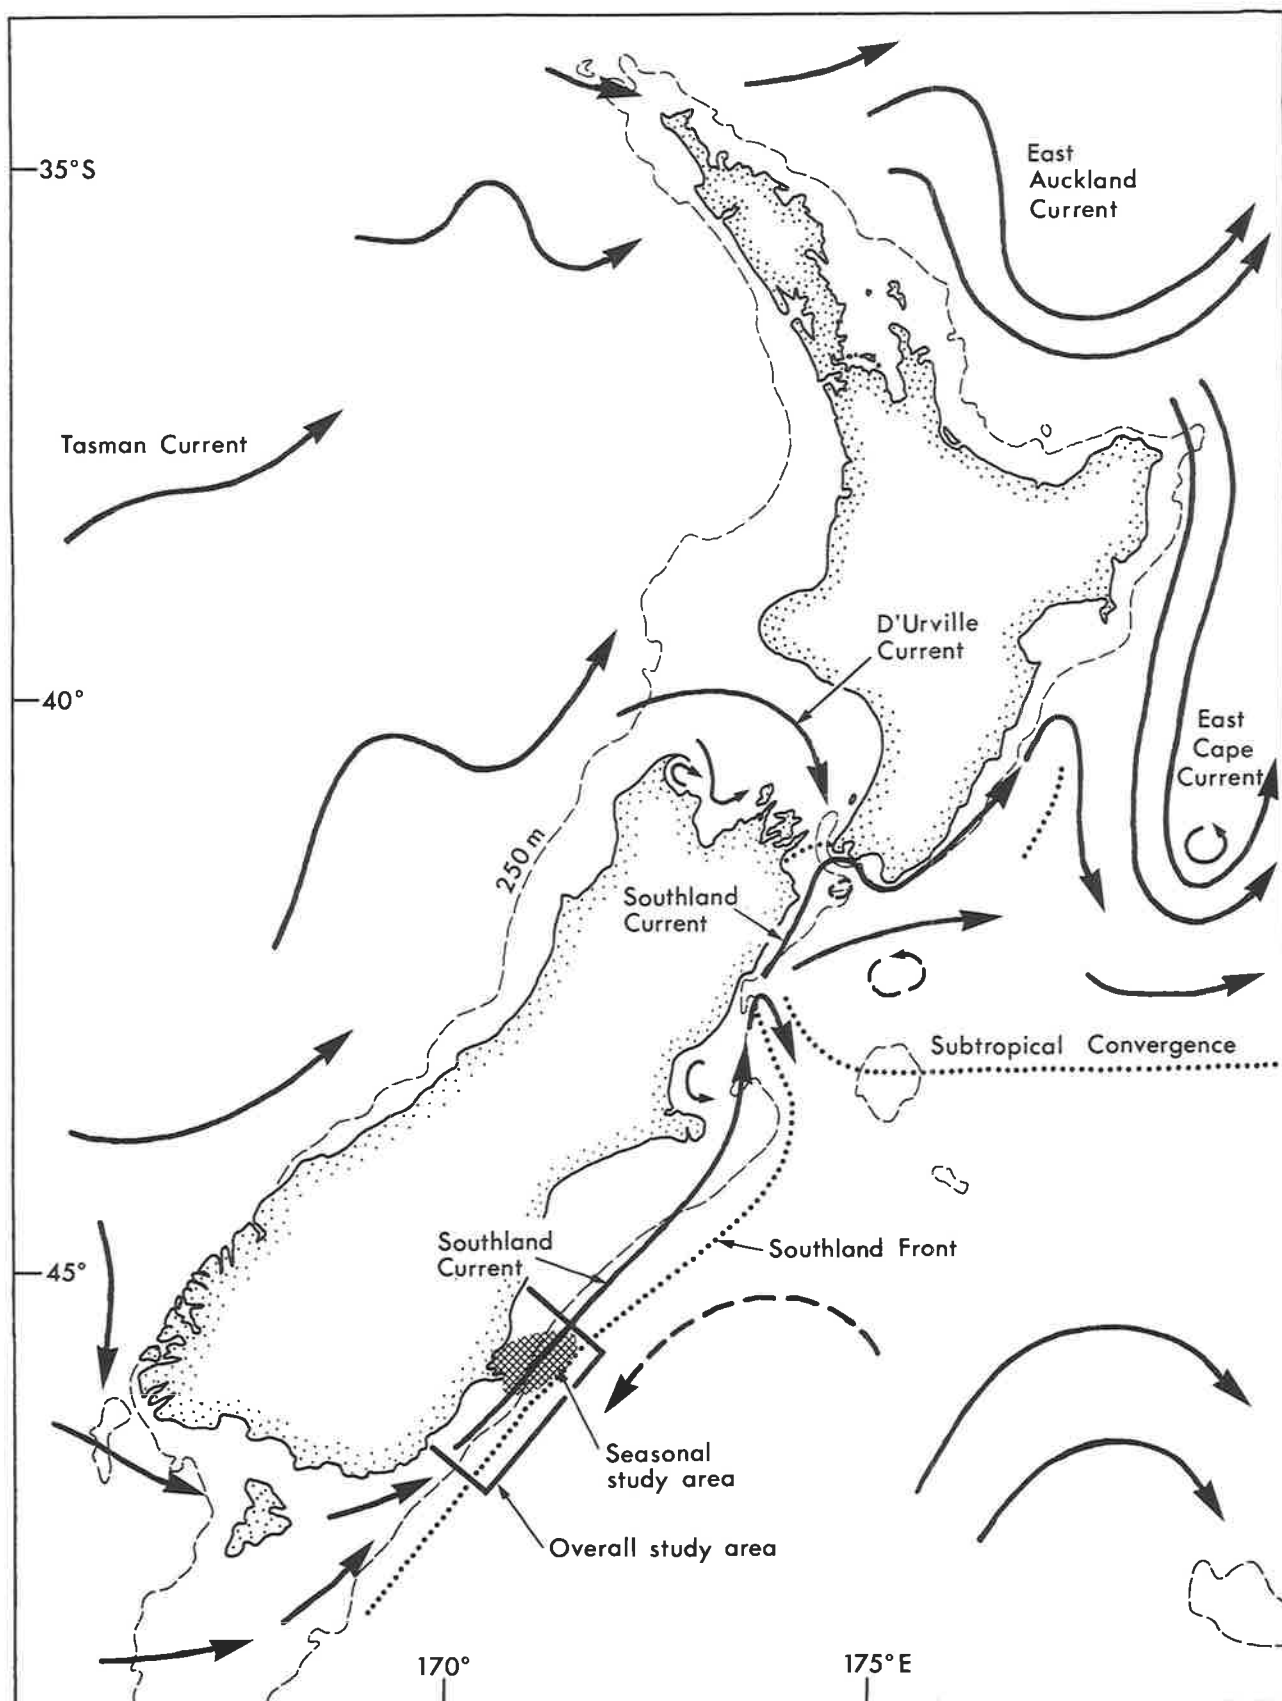 35°S
East
Auckland
Current
Tasman Current
D'Urville
Current
40°
East
Cape
Current
250m
Southland
Current
Subtropical Convergence
Southland
Current
Southland Front
45°
Seasonal
study area
Overall study area
170°
175°E